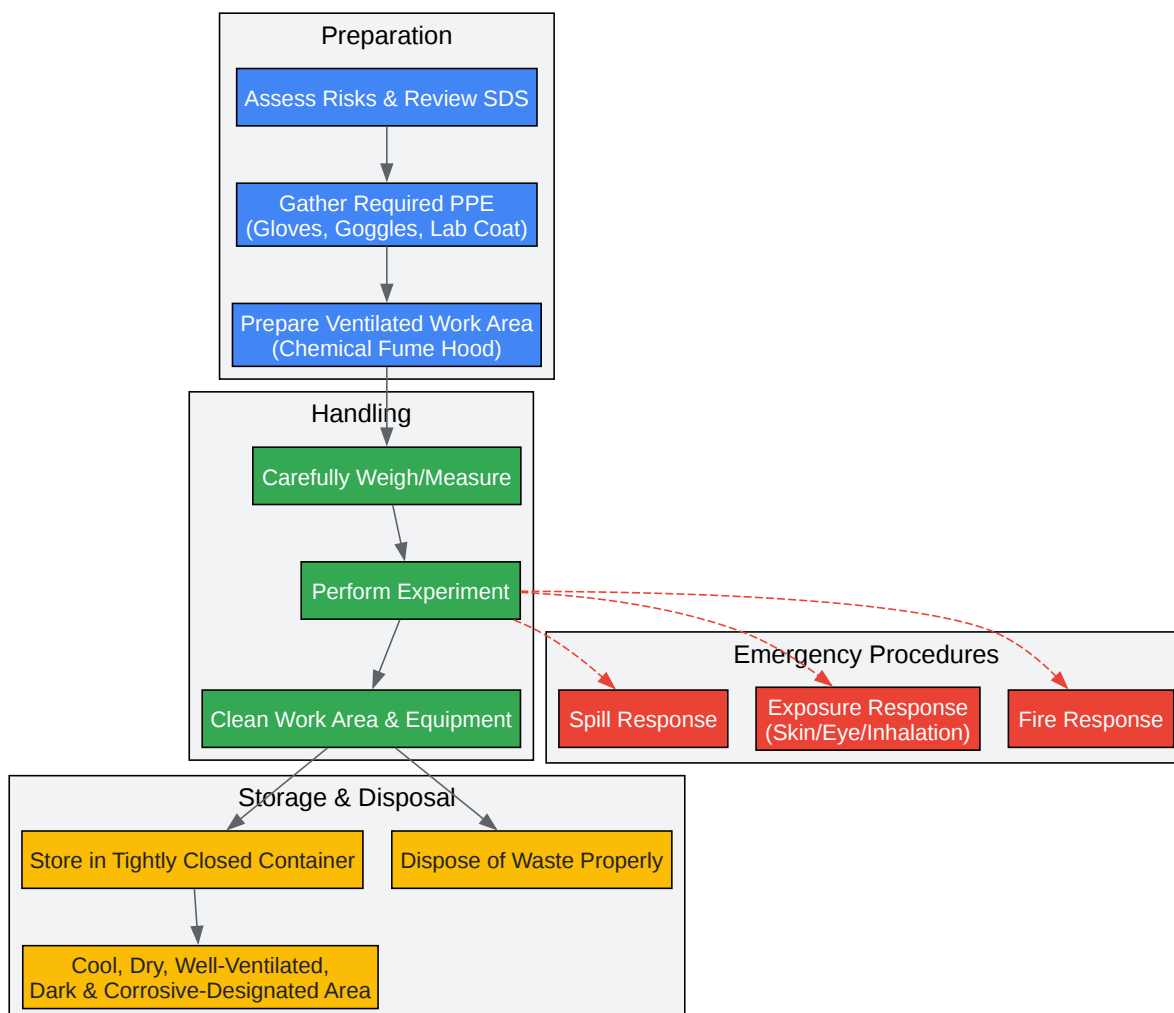 Preparation
Assess Risks & Review SDS
Gather Required PPE
(Gloves, Goggles, Lab Coat)
Prepare Ventilated Work Area
(Chemical Fume Hood)
Handling
Carefully Weigh/Measure
Perform Experiment
Clean Work Area & Equipment
Emergency Procedures
Spill Response
Exposure Response
(Skin/Eye/Inhalation)
Fire Response
Storage & Disposal
Store in Tightly Closed Container
Dispose of Waste Properly
Cool, Dry, Well-Ventilated,
Dark & Corrosive-Designated Area